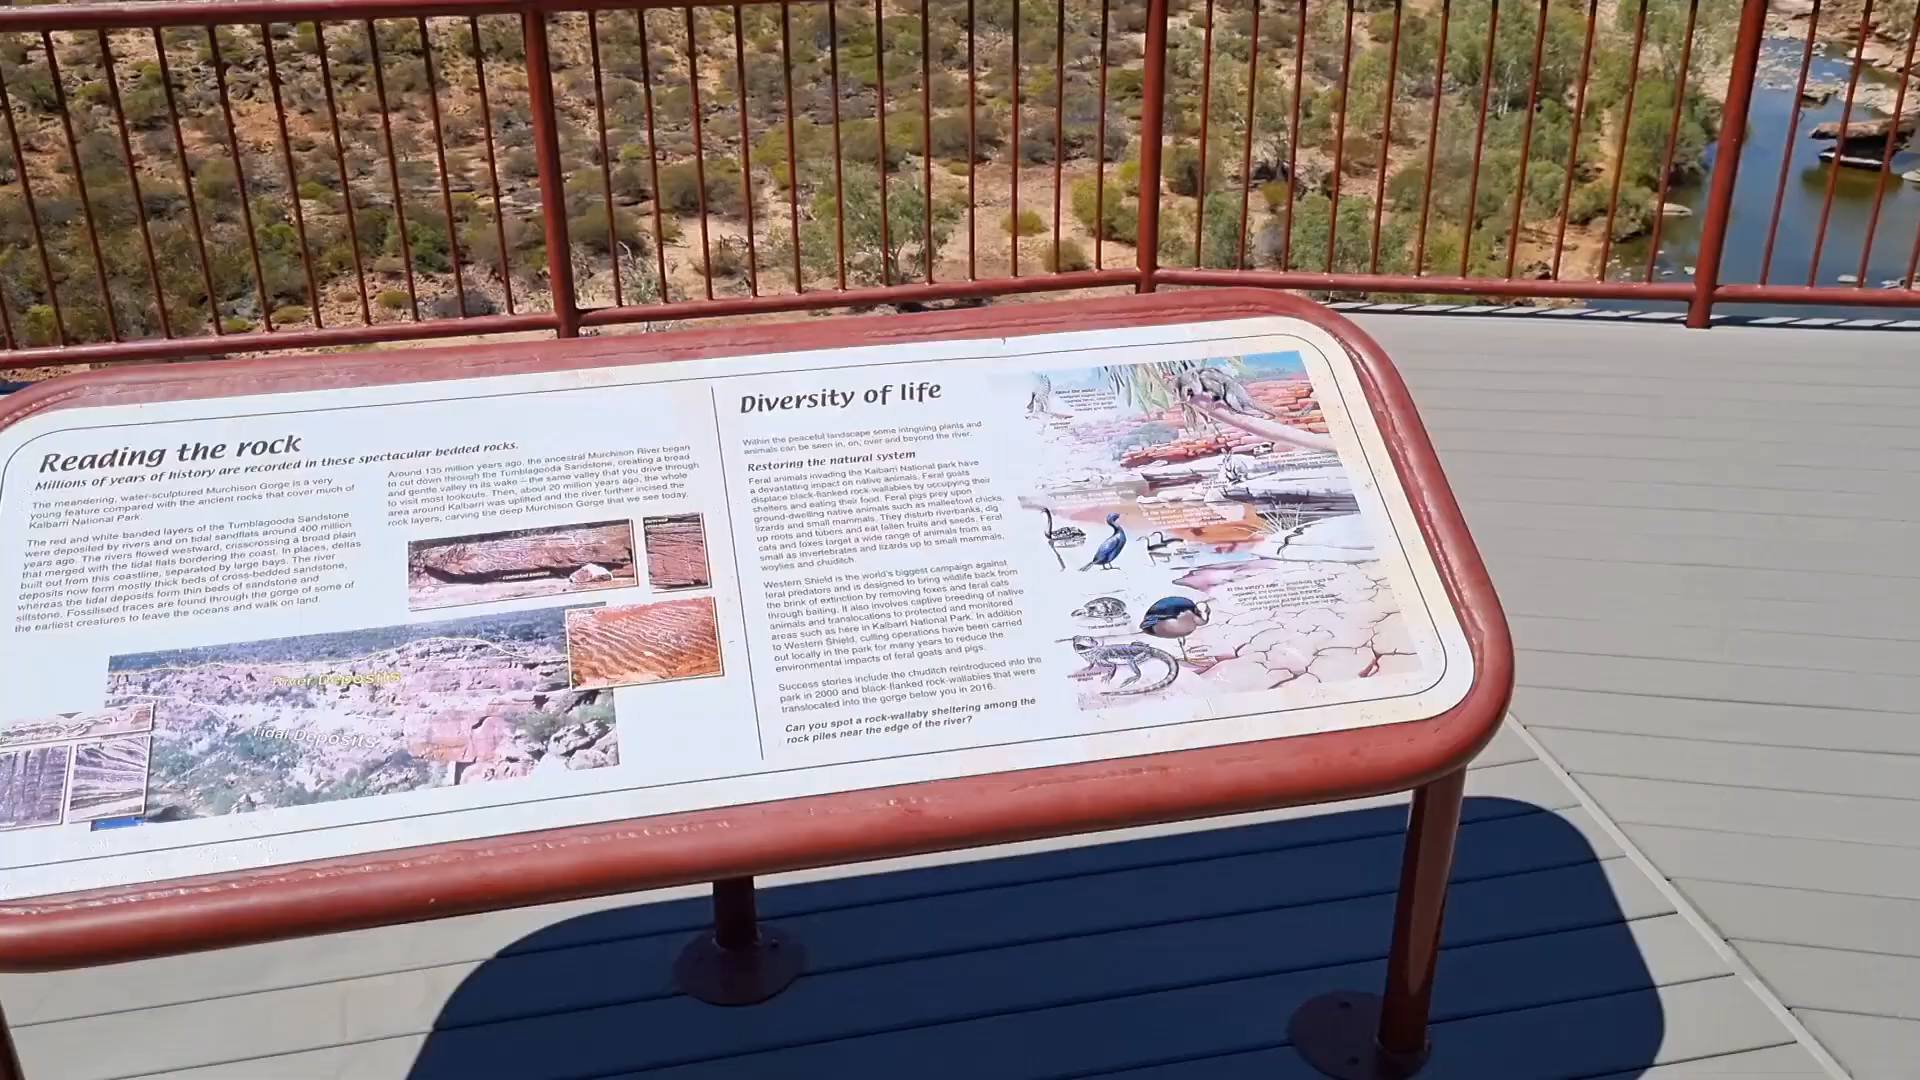 Reading the rock
Millions of years of history are recorded in these spectacular bedded rocks.
The meandering, water-sculptured Murchison Gorge is a very
young feature compared with the ancient rocks that cover much of
Kalbarri National Park.
The red and white-banded layers of the Tumblagooda Sandstone
were deposited by rivers and on tidal sandflats around 400 million
years ago. The rivers flowed westward, crisscrossing a broad plain
that merged with the tidal flats bordering the coast. In places, deltas
built out from this coastline, separated by large bays. The river
deposits now form mostly thick beds of cross-bedded sandstone,
whereas the tidal deposits form thin beds of sandstone and
siltstone. Fossilised traces are found through the gorge of some of
the earliest creatures to leave the oceans and walk on land.
Around 135 million years ago, the ancestral Murchison River began
to cut down through the Tumblagooda Sandstone, creating a broad
and gentle valley in its wake – the same valley that you drive through
to visit most lookouts. Then, about 20 million years ago, the whole
area around Kalbarri was uplifted and the river further incised the
rock layers, carving the deep Murchison Gorge that we see today.
River Deposits
Tidal Deposits
Diversity of life
Within the peaceful landscape some intriguing plants and
animals can be seen in, on, over and beyond the river.
Restoring the natural system
Feral animals invading the Kalbarri National park have
a devastating impact on native animals. Feral goats
displace black-flanked rock-wallabies by occupying their
shelters and eating their food. Feral pigs prey upon
ground-dwelling native animals such as malleefowl chicks,
lizards and small mammals. They disturb riverbanks, dig
up roots and tubers and eat fallen fruits and seeds. Feral
cats and foxes target a wide range of animals from as
small as invertebrates and lizards up to small mammals,
woylies and chuditch.
Western Shield is the world's biggest campaign against
feral predators and is designed to bring wildlife back from
the brink of extinction by removing foxes and feral cats
through baiting. It also involves captive breeding of native
animals and translocations to protected and monitored
areas such as here in Kalbarri National Park. In addition
to Western Shield, culling operations have been carried
out locally in the park for many years to reduce the
environmental impacts of feral goats and pigs.
Success stories include the chuditch reintroduced into the
park in 2000 and black-flanked rock-wallabies that were
translocated into the gorge below you in 2016.
Can you spot a rock-wallaby sheltering among the
rock piles near the edge of the river?